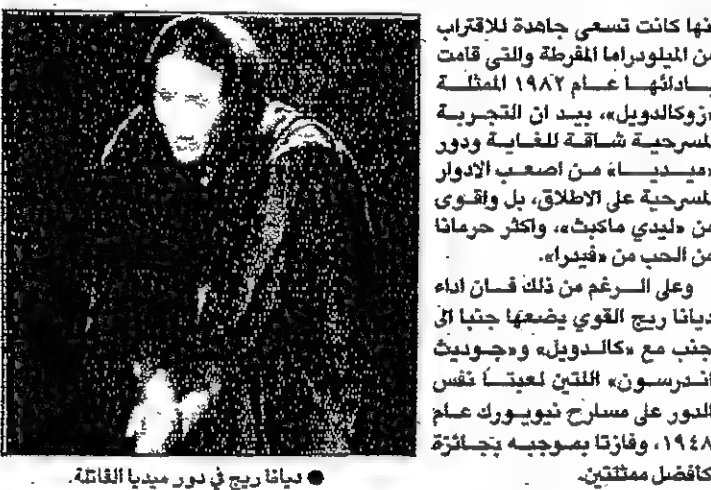 نها كانت تسعى جاهدة للاقتراب
من الميلودراما المفرطة والتي قامت
بادائها عام ١٩٨٢ الممثلة
«زوكالدويل»، بيد ان التجربة
لمسرحية شاقة للغاية ودور
«ميديا» من اصعب الادوار
لمسرحية على الاطلاق، بل واقوى
من «ليدي ماكبث»، واكثر حرمانا
من الحب من «فيدرا».
وعلى الرغم من ذلك فان اداء
ديانا ريج القوي يضعها جنبا الى
جنب مع «كالدويل» و«جوديث
اندرسون» اللتين لعبتا نفس
الدور على مسارح نيويورك عام
١٩٤٨، وفازتا بموجبه بجائزة
كافضل ممثلتين.
● ديانا ريج في دور ميديا القاتلة.